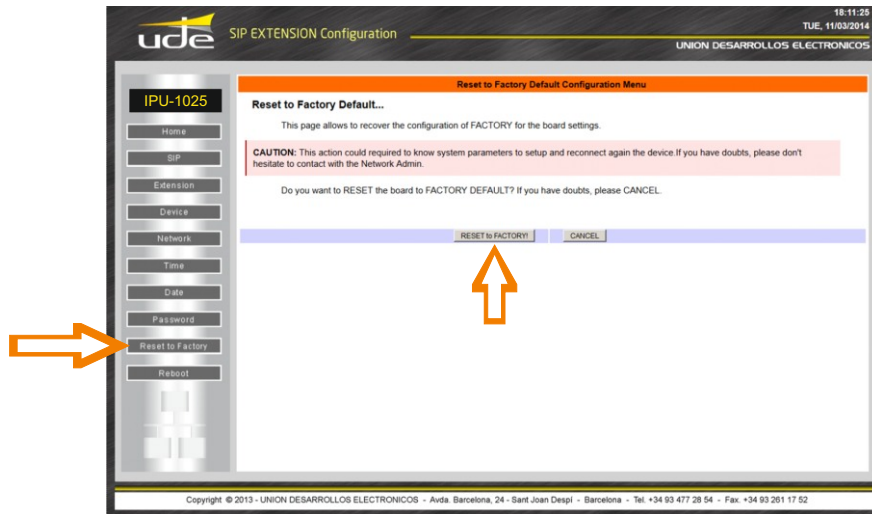 18:11:25
TUE, 11/03/2014
ude
SIP EXTENSION Configuration
UNION DESARROLLOS ELECTRONICOS
IPU-1025
Home
SIP
Extension
Device
Network
Time
Date
Password
Reset to Factory
Reboot
Reset to Factory Default Configuration Menu
Reset to Factory Default...
This page allows to recover the configuration of FACTORY for the board settings.
CAUTION: This action could required to know system parameters to setup and reconnect again the device.If you have doubts, please don't
hesitate to contact with the Network Admin.
Do you want to RESET the board to FACTORY DEFAULT? If you have doubts, please CANCEL.
RESET to FACTORY!
CANCEL
Copyright © 2013 - UNION DESARROLLOS ELECTRONICOS - Avda. Barcelona, 24 - Sant Joan Despí - Barcelona - Tel. +34 93 477 28 54 - Fax. +34 93 261 17 52